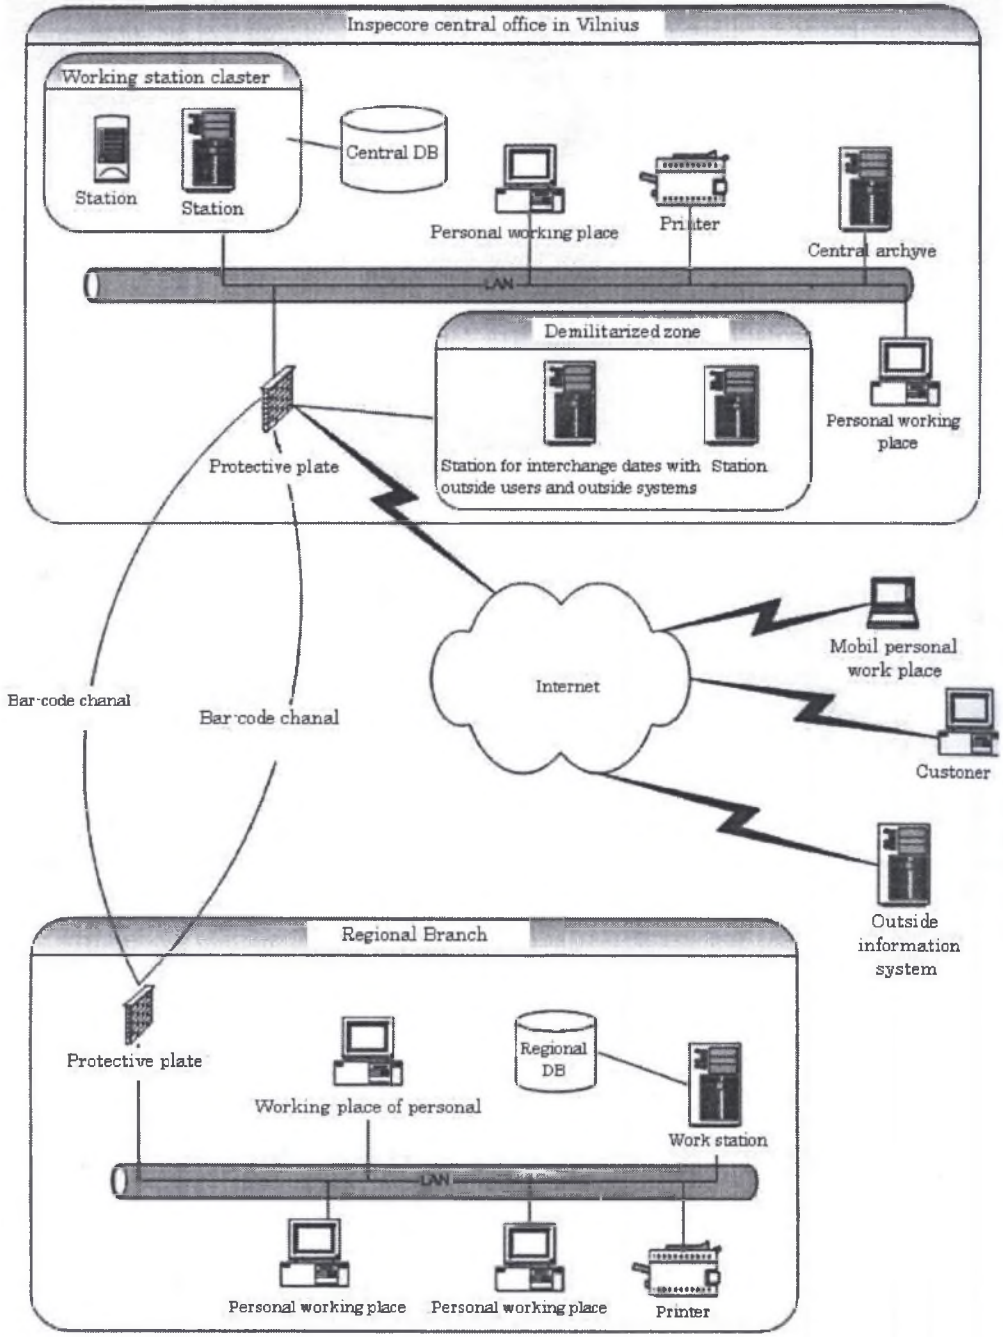 Inspecore central office in Vilnius
Working station claster
Station
Station
Central DB
Personal working place
Printer
Central archyve
LAN
Demilitarized zone
Station for interchange dates with
outside users and outside systems
Station
Personal working
place
Protective plate
Bar-code chanal
Bar-code chanal
Internet
Mobil personal
work place
Custoner
Outside
information
system
Regional Branch
Protective plate
Working place of personal
Regional
DB
Work station
LAN
Personal working place
Personal working place
Printer